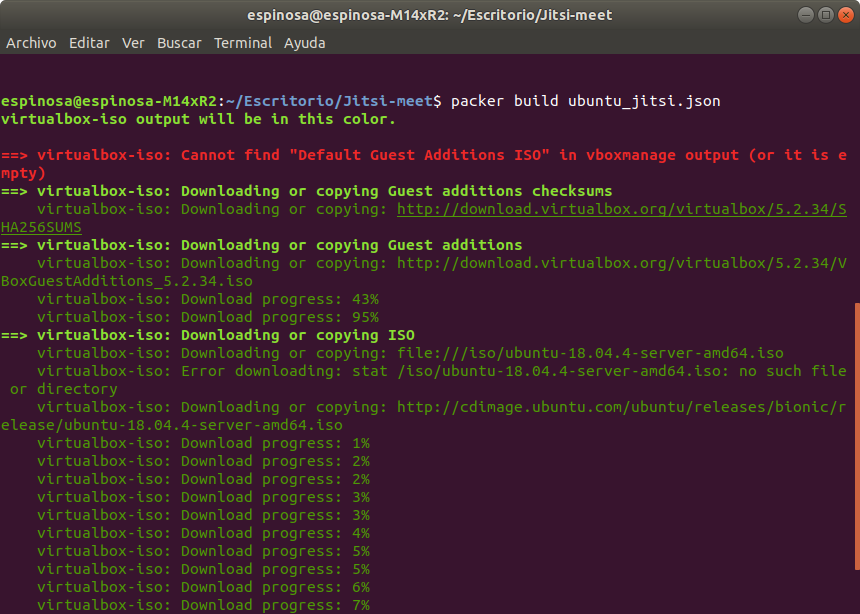 espinosa@espinosa-M14xR2: ~/Escritorio/Jitsi-meet
Archivo Editar Ver Buscar Terminal Ayuda
espinosa@espinosa-M14xR2:~/Escritorio/Jitsi-meet$ packer build ubuntu_jitsi.json
virtualbox-iso output will be in this color.
==> virtualbox-iso: Cannot find "Default Guest Additions ISO" in vboxmanage output (or it is e
mpty)
==> virtualbox-iso: Downloading or copying Guest additions checksums
    virtualbox-iso: Downloading or copying: http://download.virtualbox.org/virtualbox/5.2.34/S
HA256SUMS
==> virtualbox-iso: Downloading or copying Guest additions
    virtualbox-iso: Downloading or copying: http://download.virtualbox.org/virtualbox/5.2.34/V
BoxGuestAdditions_5.2.34.iso
    virtualbox-iso: Download progress: 43%
    virtualbox-iso: Download progress: 95%
==> virtualbox-iso: Downloading or copying ISO
    virtualbox-iso: Downloading or copying: file:///iso/ubuntu-18.04.4-server-amd64.iso
    virtualbox-iso: Error downloading: stat /iso/ubuntu-18.04.4-server-amd64.iso: no such file
 or directory
    virtualbox-iso: Downloading or copying: http://cdimage.ubuntu.com/ubuntu/releases/bionic/r
elease/ubuntu-18.04.4-server-amd64.iso
    virtualbox-iso: Download progress: 1%
    virtualbox-iso: Download progress: 2%
    virtualbox-iso: Download progress: 2%
    virtualbox-iso: Download progress: 3%
    virtualbox-iso: Download progress: 3%
    virtualbox-iso: Download progress: 4%
    virtualbox-iso: Download progress: 5%
    virtualbox-iso: Download progress: 5%
    virtualbox-iso: Download progress: 6%
    virtualbox-iso: Download progress: 7%